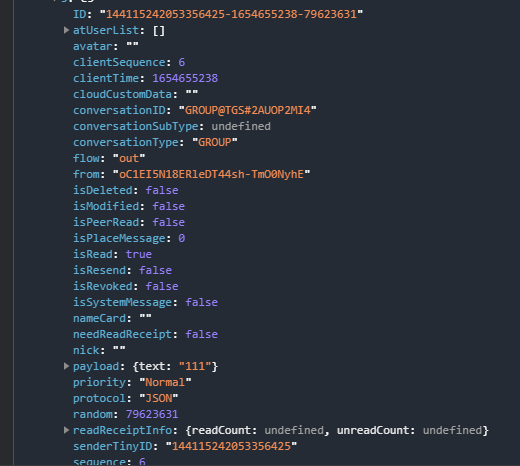 ID: "144115242053356425-1654655238-79623631"
atUserList: []
avatar: ""
clientSequence: 6
clientTime: 1654655238
cloudCustomData: ""
conversationID: "GROUP@TGS#2AUOP2MI4"
conversationSubType: undefined
conversationType: "GROUP"
flow: "out"
from: "oC1EI5N18ER1eDT44sh-TmO0NyhE"
isDeleted: false
isModified: false
isPeerRead: false
isPlaceMessage: 0
isRead: true
isResend: false
isRevoked: false
isSystemMessage: false
nameCard: ""
needReadReceipt: false
nick: ""
payload: {text: "111"}
priority: "Normal"
protocol: "JSON"
random: 79623631
readReceiptInfo: {readCount: undefined, unreadCount: undefined}
senderTinyID: "144115242053356425"
sequence: 6